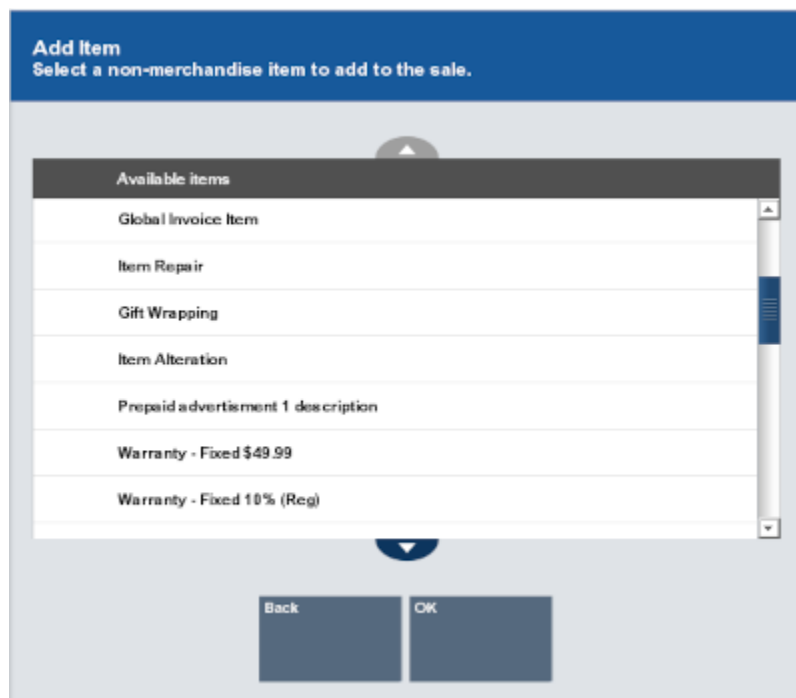 Add Item
Select a non-merchandise item to add to the sale.
Available items
Global Invoice Item
Item Repair
Gift Wrapping
Item Alteration
Prepaid advertisment 1 description
Warranty - Fixed $49.99
Warranty - Fixed 10% (Reg)
Back
OK